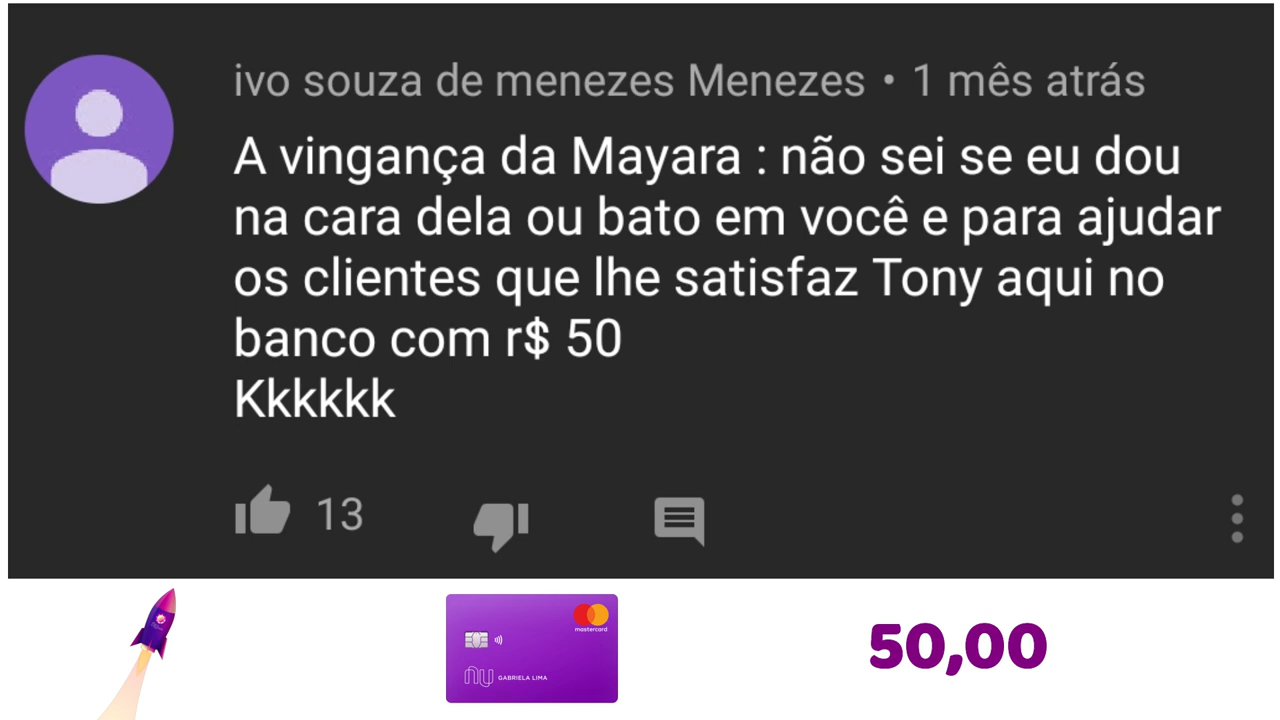 ivo souza de menezes Menezes • 1 mês atrás
A vingança da Mayara : não sei se eu dou
na cara dela ou bato em você e para ajudar
os clientes que lhe satisfaz Tony aqui no
banco com r$ 50
Kkkkkk
13
mastercard
nu GABRIELA LIMA
50,00